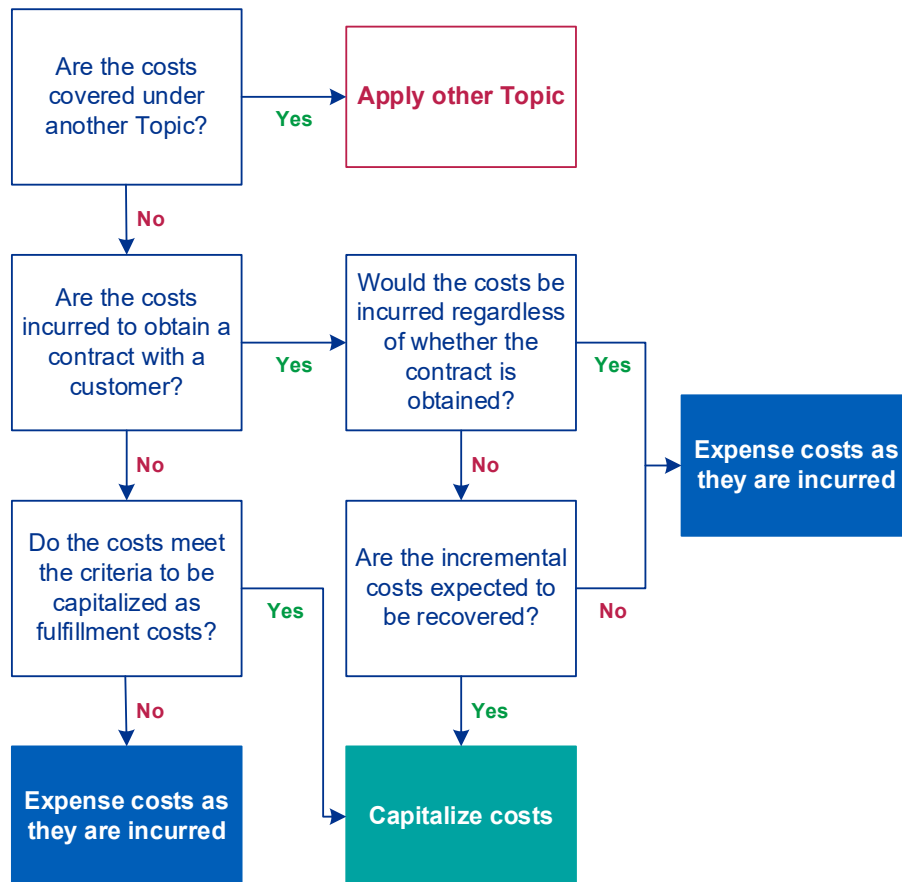 Are the costs
covered under
another Topic?
Yes
Apply other Topic
No
Are the costs
incurred to obtain a
contract with a
customer?
Yes
Would the costs be
incurred regardless
of whether the
contract is
obtained?
Yes
Expense costs as
they are incurred
No
No
Do the costs meet
the criteria to be
capitalized as
fulfillment costs?
Yes
Are the incremental
costs expected to
be recovered?
No
No
Yes
Expense costs as
they are incurred
Capitalize costs